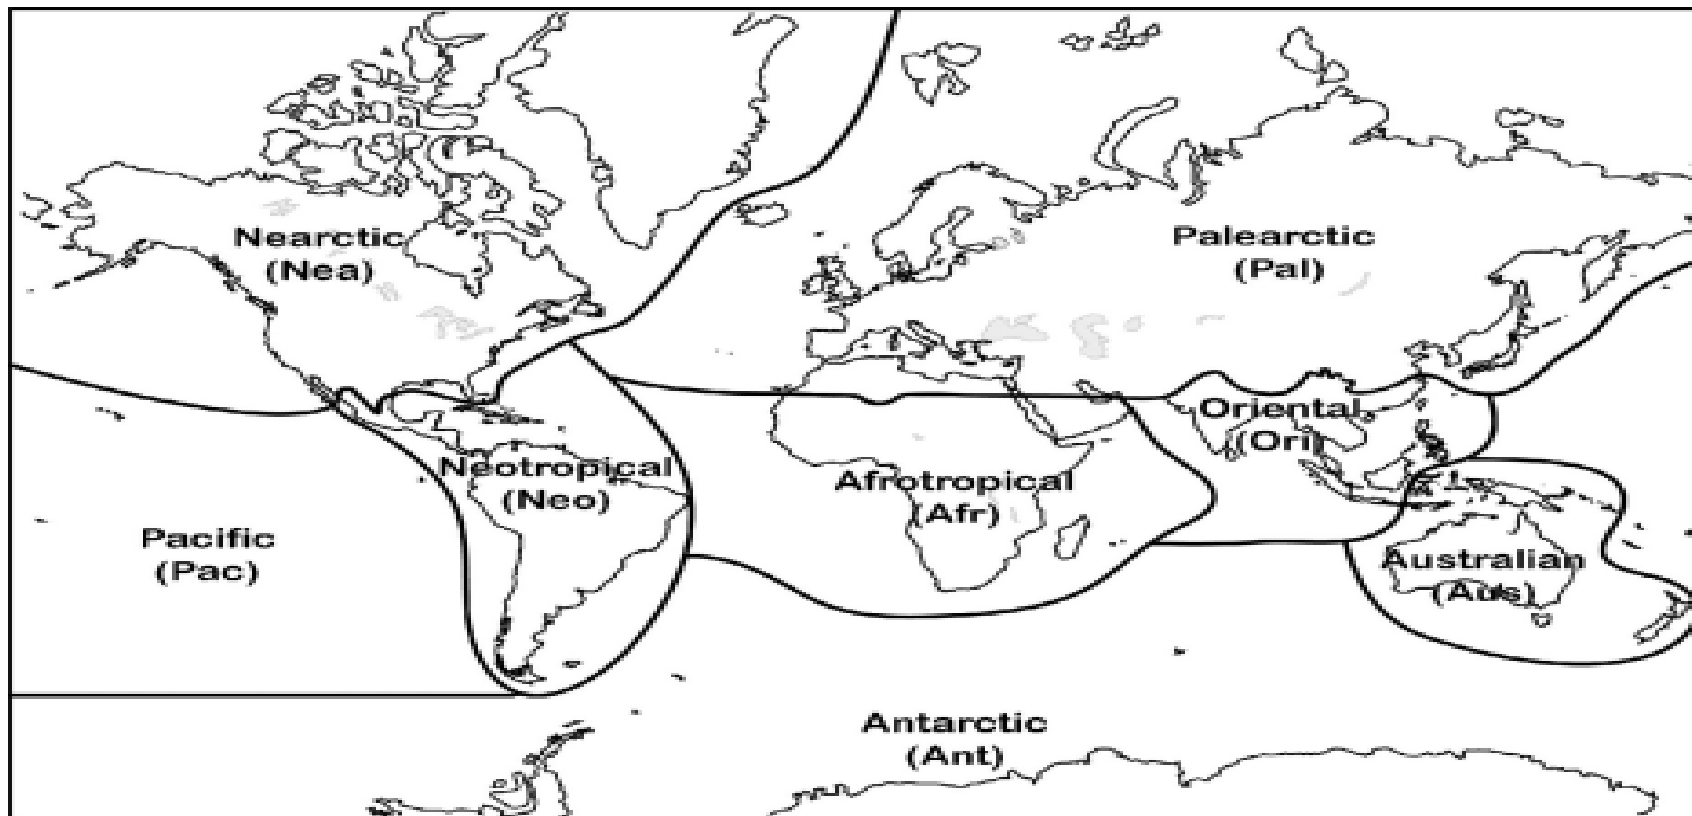 Nearctic
(Nea)
Palearctic
(Pal)
Oriental
(Ori)
Neotropical
(Neo)
Afrotropical
(Afr)
Pacific
(Pac)
Australian
(Aus)
Antarctic
(Ant)